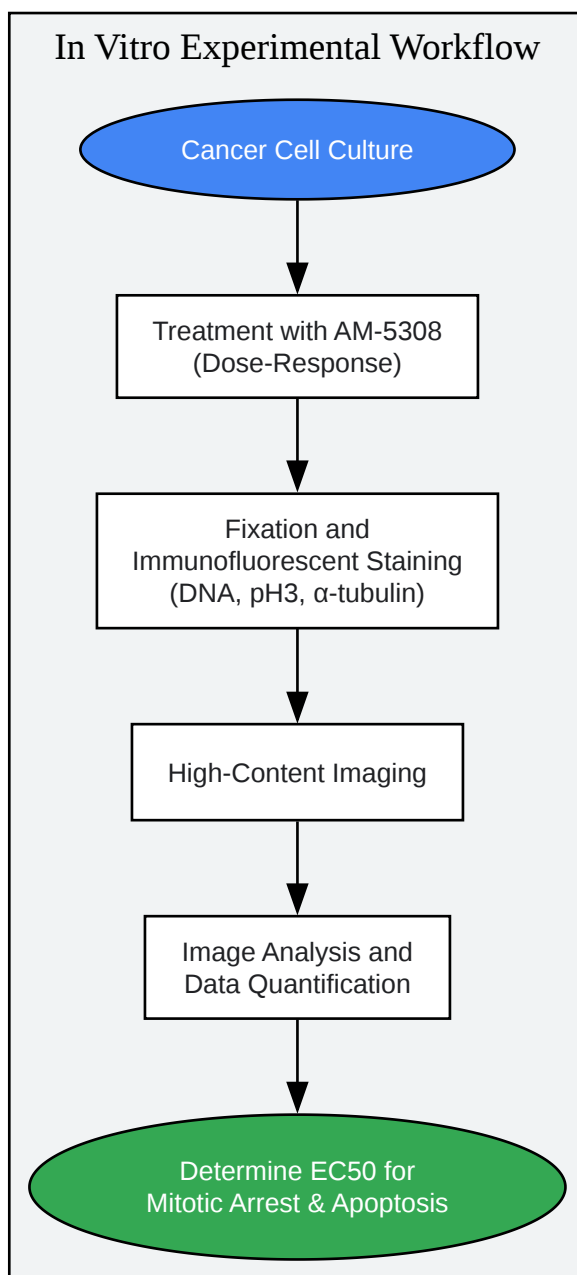 In Vitro Experimental Workflow
Cancer Cell Culture
Treatment with AM-5308
(Dose-Response)
Fixation and
Immunofluorescent Staining
(DNA, pH3, α-tubulin)
High-Content Imaging
Image Analysis and
Data Quantification
Determine EC50 for
Mitotic Arrest & Apoptosis